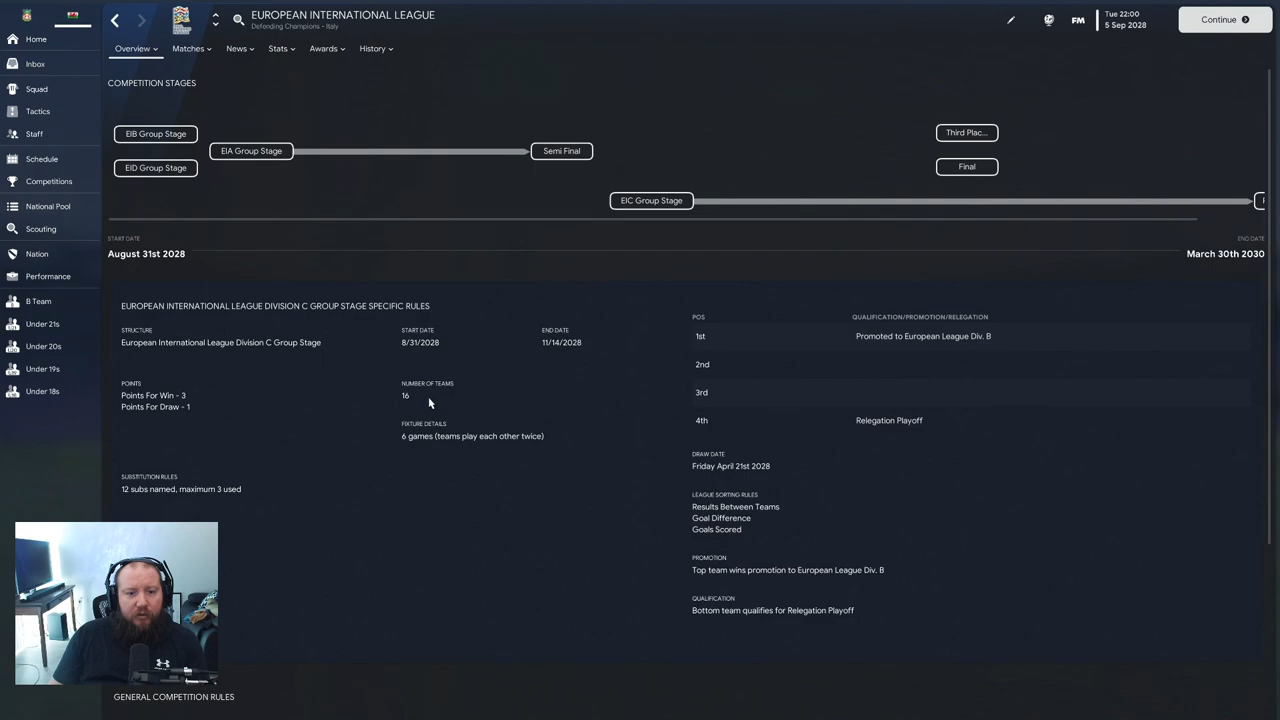 EUROPEAN INTERNATIONAL LEAGUE
Defending Champions - Italy
FM
Tue 22:00
5 Sep 2028
Continue
Home
Inbox
Squad
Tactics
Staff
Schedule
Competitions
National Pool
Scouting
Nation
Performance
B Team
Under 21s
Under 20s
Under 19s
Under 18s
Overview
Matches
News
Stats
Awards
History
COMPETITION STAGES
EIB Group Stage
EID Group Stage
EIA Group Stage
Semi Final
Third Plac...
Final
EIC Group Stage
START DATE
August 31st 2028
END DATE
March 30th 2030
EUROPEAN INTERNATIONAL LEAGUE DIVISION C GROUP STAGE SPECIFIC RULES
STRUCTURE
European International League Division C Group Stage
START DATE
8/31/2028
END DATE
11/14/2028
POINTS
Points For Win - 3
Points For Draw - 1
NUMBER OF TEAMS
16
FIXTURE DETAILS
6 games (teams play each other twice)
SUBSTITUTION RULES
12 subs named, maximum 3 used
POS
QUALIFICATION/PROMOTION/RELEGATION
1st
Promoted to European League Div. B
2nd
3rd
4th
Relegation Playoff
DRAW DATE
Friday April 21st 2028
LEAGUE SORTING RULES
Results Between Teams
Goal Difference
Goals Scored
PROMOTION
Top team wins promotion to European League Div. B
QUALIFICATION
Bottom team qualifies for Relegation Playoff
GENERAL COMPETITION RULES